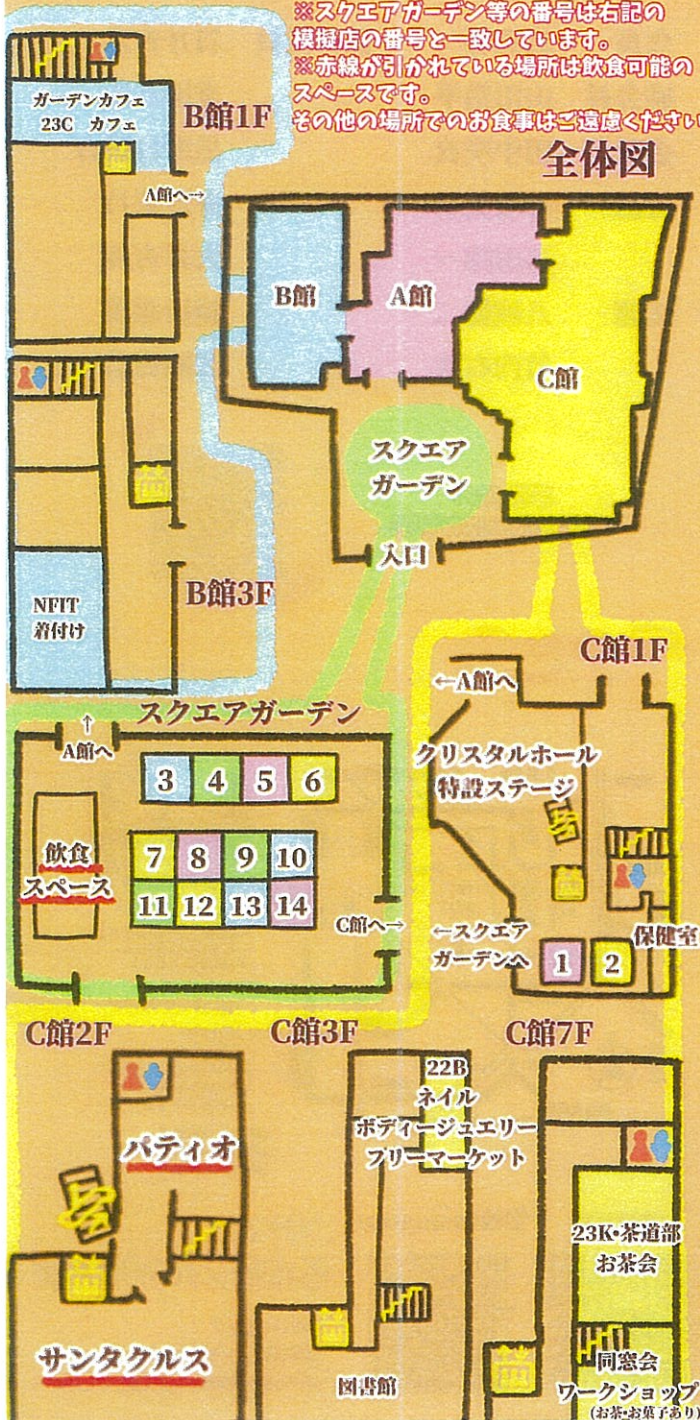 ※スクエアガーデン等の番号は右記の
模擬店の番号と一致しています。
※赤線が引かれている場所は飲食可能の
スペースです。
その他の場所でのお食事はご遠慮ください
全体図
B館
A館
C館
スクエア
ガーデン
入口
B館1F
ガーデンカフェ
23C カフェ
A館へ→
B館3F
NFIT
着付け
スクエアガーデン
↑
A館へ
3 4 5 6
7 8 9 10
11 12 13 14
飲食
スペース
C館へ→
C館1F
←A館へ
クリスタルホール
特設ステージ
保健室
←スクエア
ガーデンへ
1 2
C館2F
パティオ
サンタクルス
C館3F
22B
ネイル
ボディージュエリー
フリーマーケット
図書館
C館7F
23K・茶道部
お茶会
同窓会
ワークショップ
(お茶・お菓子あり)